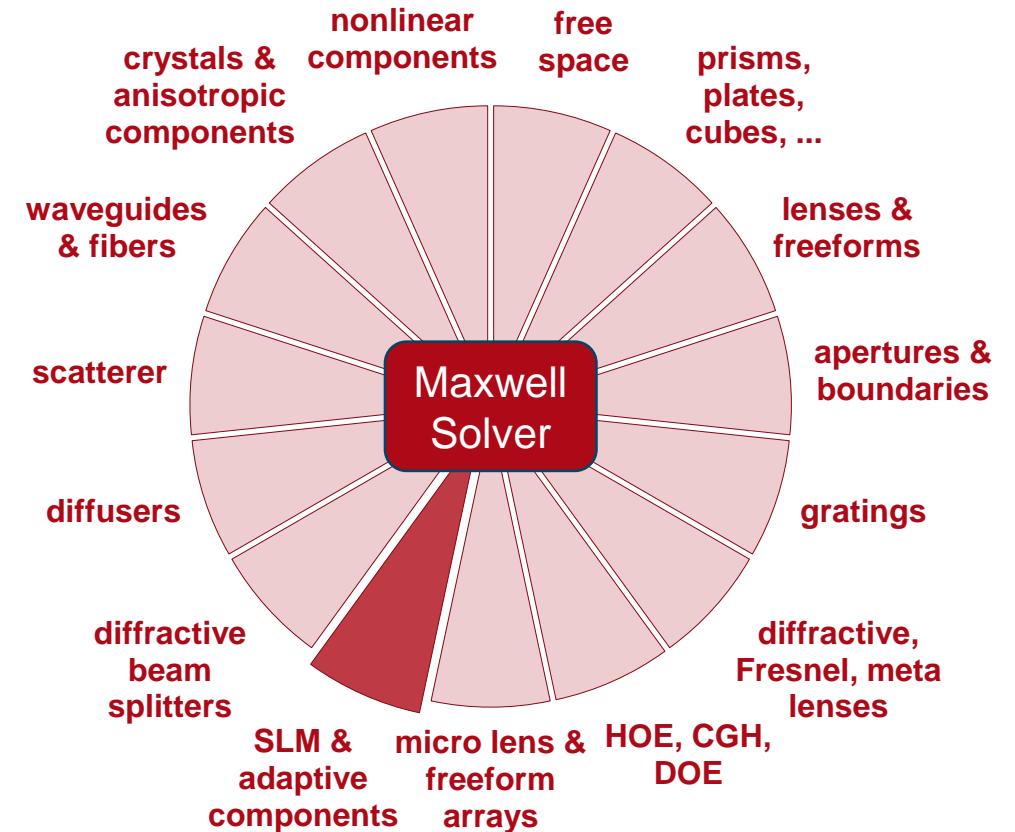 nonlinear
components
free
space
prisms,
plates,
cubes, ...
lenses &
freeforms
apertures &
boundaries
gratings
diffractive,
Fresnel, meta
lenses
HOE, CGH,
DOE
micro lens &
freeform
arrays
SLM &
adaptive
components
diffractive
beam
splitters
diffusers
scatterer
waveguides
& fibers
crystals &
anisotropic
components
Maxwell
Solver